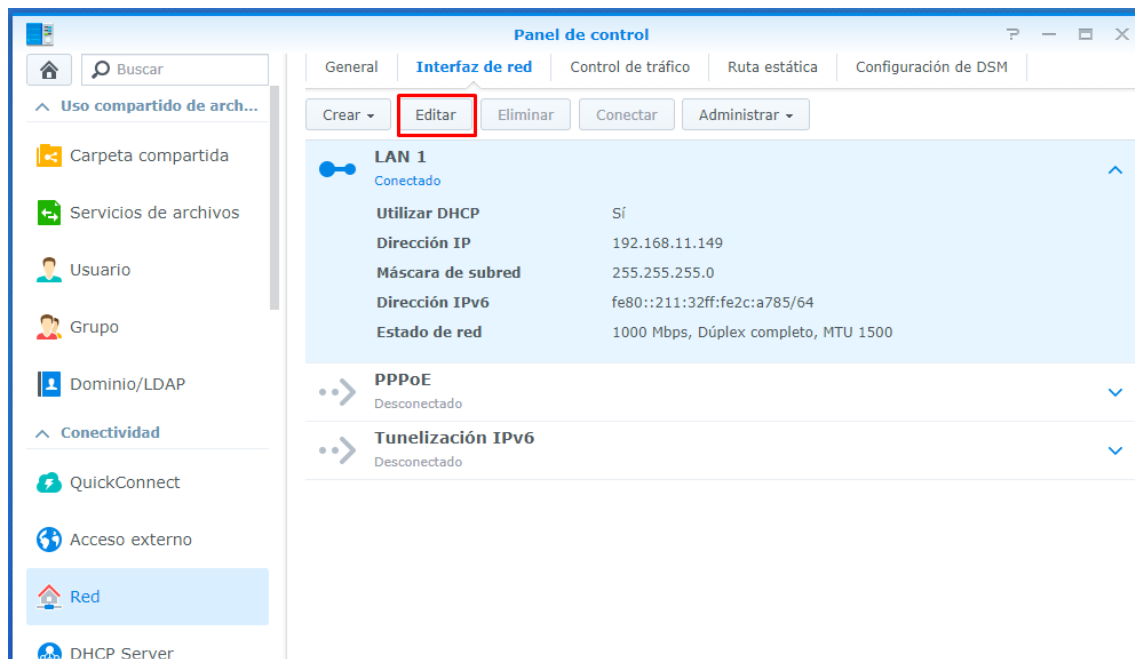 Panel de control
Buscar
Uso compartido de arch...
Carpeta compartida
Servicios de archivos
Usuario
Grupo
Dominio/LDAP
Conectividad
QuickConnect
Acceso externo
Red
DHCP Server
General Interfaz de red Control de tráfico Ruta estática Configuración de DSM
Crear Editar Eliminar Conectar Administrar
LAN 1
Conectado
Utilizar DHCP Sí
Dirección IP 192.168.11.149
Máscara de subred 255.255.255.0
Dirección IPv6 fe80::211:32ff:fe2c:a785/64
Estado de red 1000 Mbps, Dúplex completo, MTU 1500
PPPoE
Desconectado
Tunelización IPv6
Desconectado